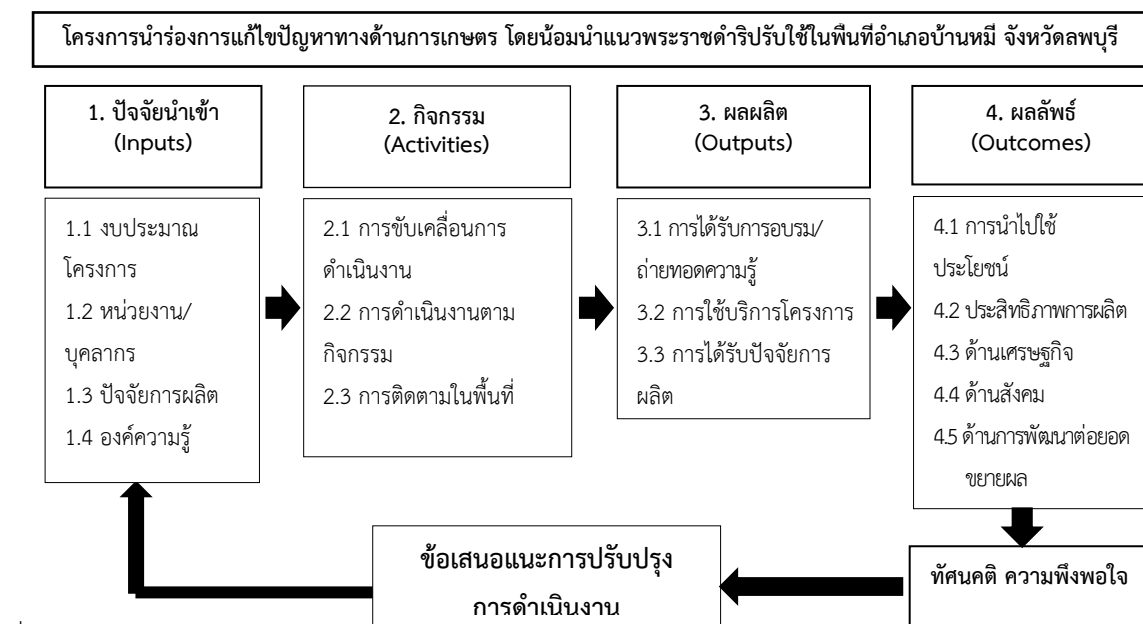 โครงการนำร่องการแก้ไขปัญหาทางด้านการเกษตร โดยน้อมนำแนวพระราชดำริปรับใช้ในพื้นที่อำเภอบ้านหมี่ จังหวัดลพบุรี
1. ปัจจัยนำเข้า
(Inputs)
1.1 งบประมาณ
โครงการ
1.2 หน่วยงาน/
บุคลากร
1.3 ปัจจัยการผลิต
1.4 องค์ความรู้
2. กิจกรรม
(Activities)
2.1 การขับเคลื่อนการ
ดำเนินงาน
2.2 การดำเนินงานตาม
กิจกรรม
2.3 การติดตามในพื้นที่
3. ผลผลิต
(Outputs)
3.1 การได้รับการอบรม/
ถ่ายทอดความรู้
3.2 การใช้บริการโครงการ
3.3 การได้รับปัจจัยการ
ผลิต
4. ผลลัพธ์
(Outcomes)
4.1 การนำไปใช้
ประโยชน์
4.2 ประสิทธิภาพการผลิต
4.3 ด้านเศรษฐกิจ
4.4 ด้านสังคม
4.5 ด้านการพัฒนาต่อยอด
ขยายผล
ทัศนคติ ความพึงพอใจ
ข้อเสนอแนะการปรับปรุง
การดำเนินงาน